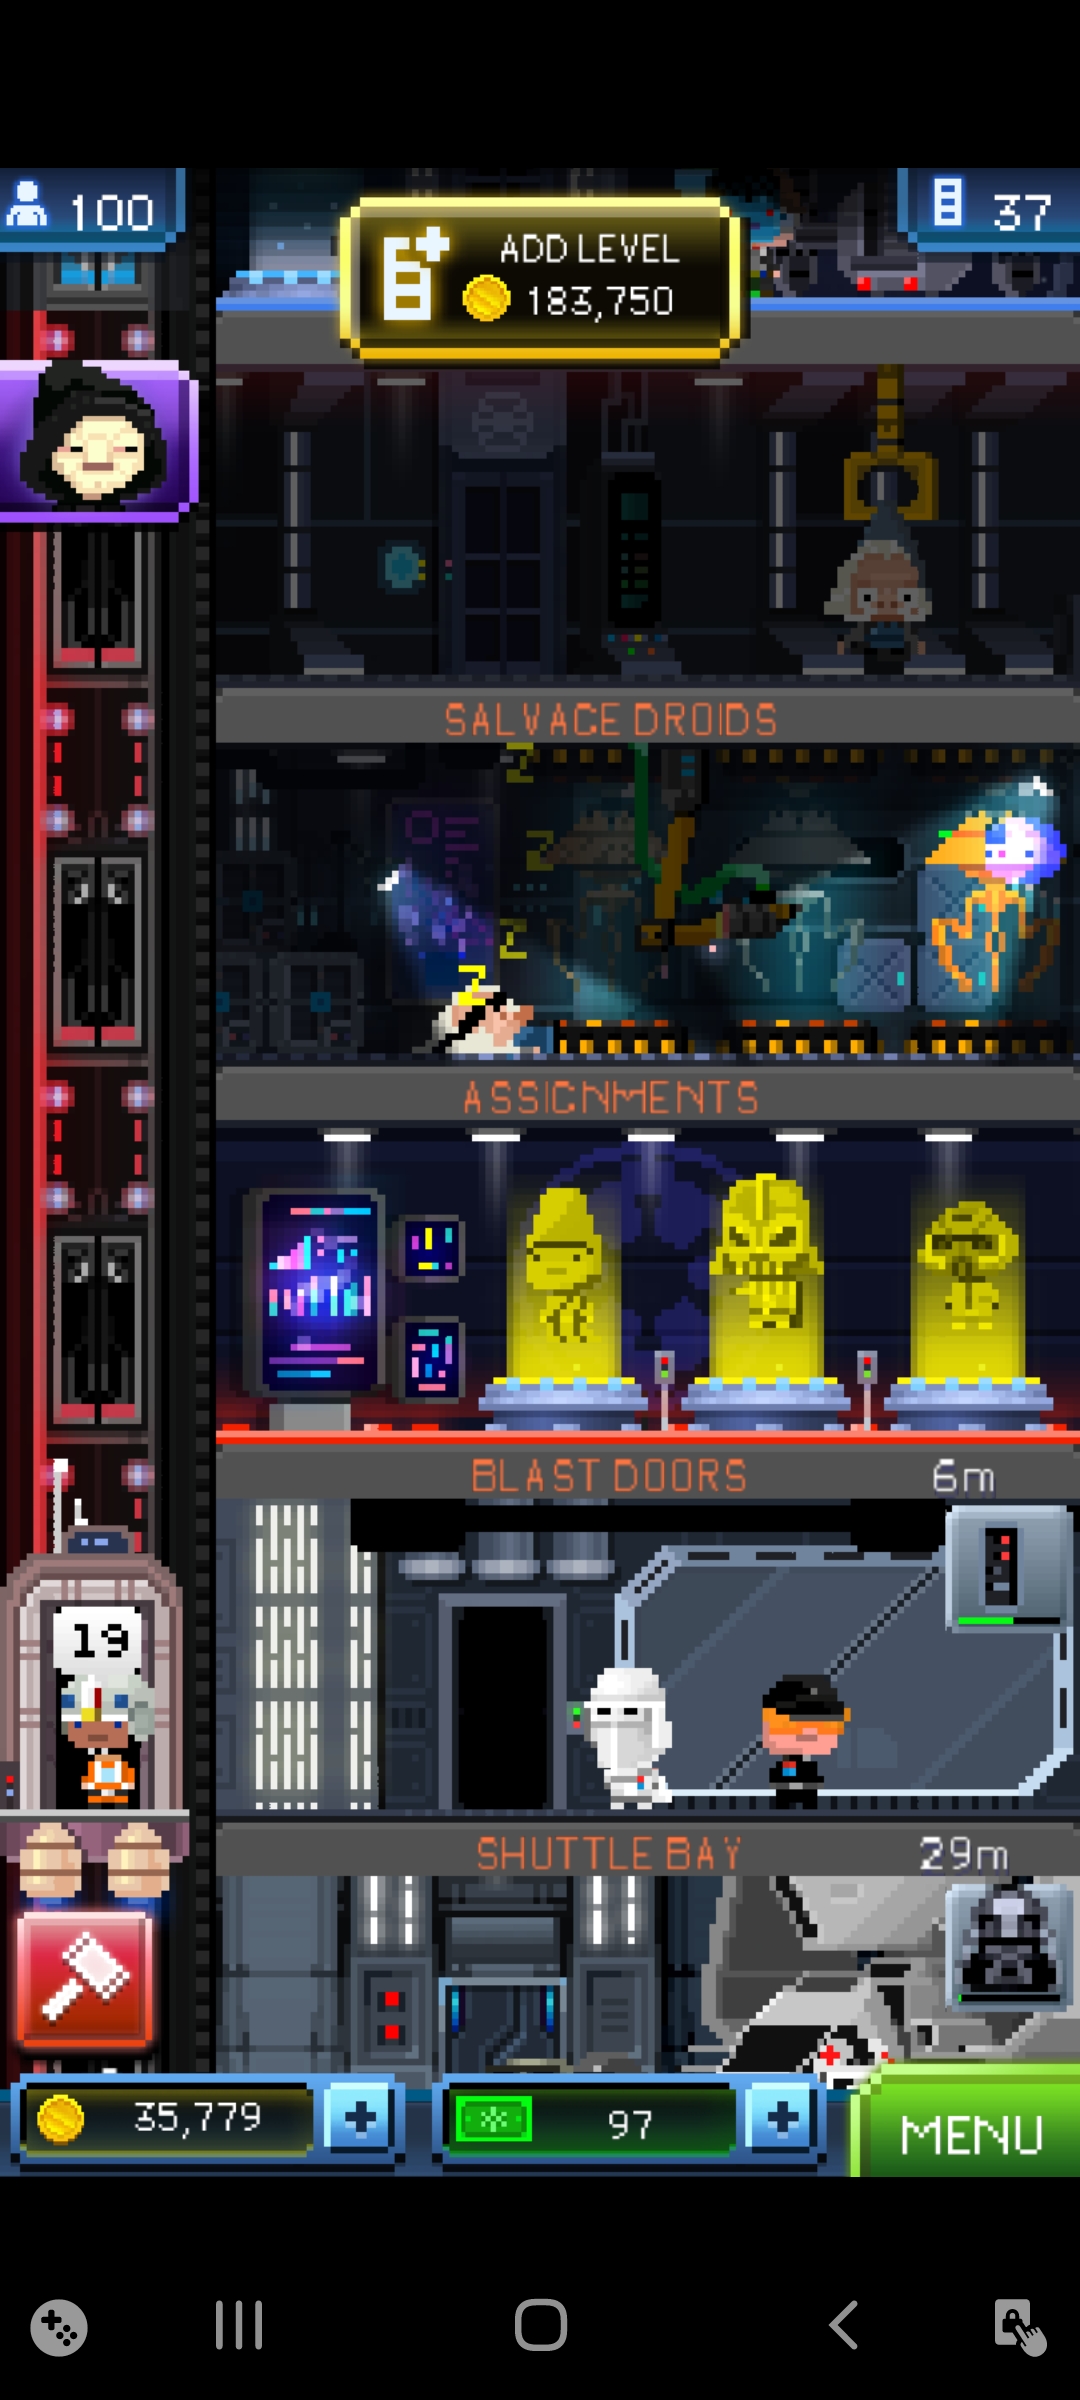 100
37
ADD LEVEL
183,750
SALVAGE DROIDS
Z
Z
Z
Z
ASSIGNMENTS
BLAST DOORS 6m
19
SHUTTLE BAY 29m
35,779
97
MENU